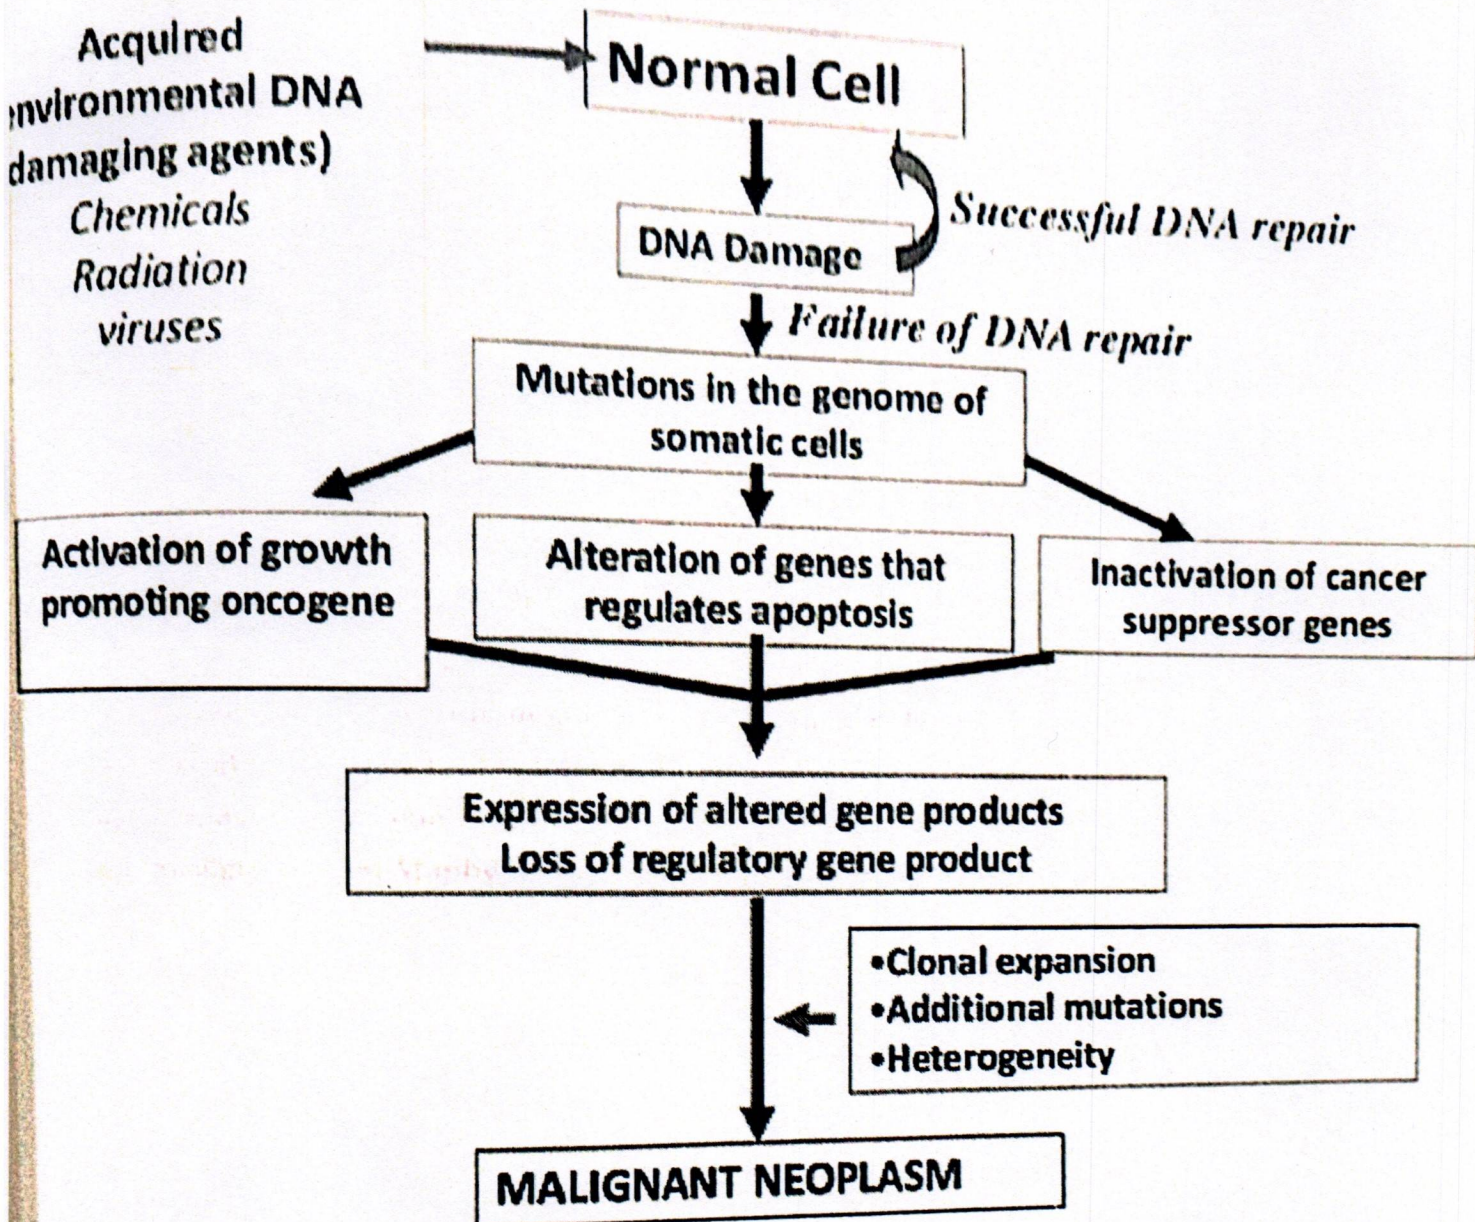 Acquired
environmental DNA
damaging agents)
Chemicals
Radiation
viruses
Normal Cell
DNA Damage
Successful DNA repair
Failure of DNA repair
Mutations in the genome of
somatic cells
Activation of growth
promoting oncogene
Alteration of genes that
regulates apoptosis
Inactivation of cancer
suppressor genes
Expression of altered gene products
Loss of regulatory gene product
•Clonal expansion
•Additional mutations
•Heterogeneity
MALIGNANT NEOPLASM